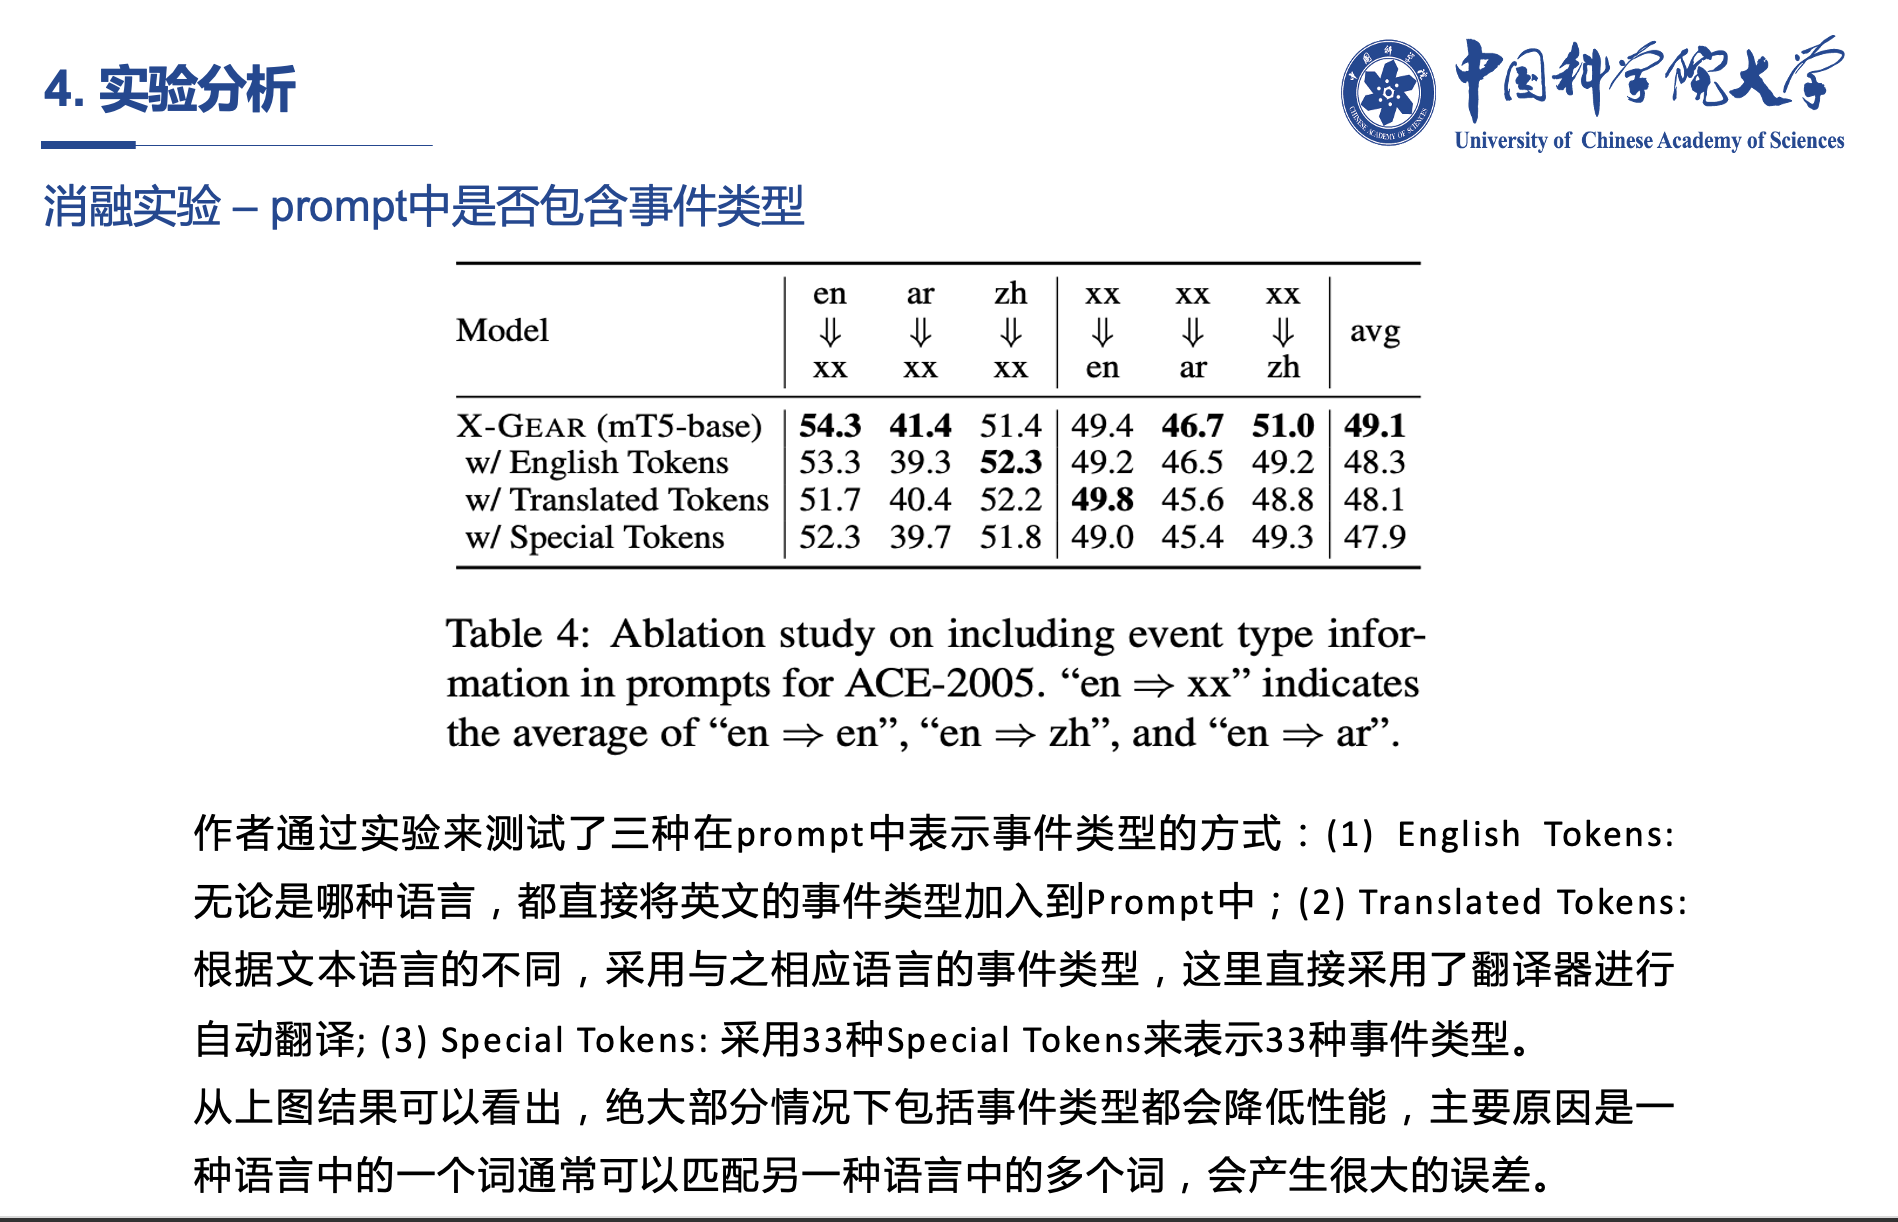 4. 实验分析
中国科学院大学
CHINESE ACADEMY OF SCIENCES
University of Chinese Academy of Sciences
消融实验 – prompt中是否包含事件类型
en ar zh xx xx xx
Model ⇓ ⇓ ⇓ ⇓ ⇓ ⇓ avg
xx xx xx en ar zh
X-GEAR (mT5-base) 54.3 41.4 51.4 49.4 46.7 51.0 49.1
w/ English Tokens 53.3 39.3 52.3 49.2 46.5 49.2 48.3
w/ Translated Tokens 51.7 40.4 52.2 49.8 45.6 48.8 48.1
w/ Special Tokens 52.3 39.7 51.8 49.0 45.4 49.3 47.9
Table 4: Ablation study on including event type infor-
mation in prompts for ACE-2005. “en ⇒ xx” indicates
the average of “en ⇒ en”, “en ⇒ zh”, and “en ⇒ ar”.
作者通过实验来测试了三种在prompt中表示事件类型的方式：(1) English Tokens:
无论是哪种语言，都直接将英文的事件类型加入到Prompt中；(2) Translated Tokens:
根据文本语言的不同，采用与之相应语言的事件类型，这里直接采用了翻译器进行
自动翻译; (3) Special Tokens: 采用33种Special Tokens来表示33种事件类型。
从上图结果可以看出，绝大部分情况下包括事件类型都会降低性能，主要原因是一
种语言中的一个词通常可以匹配另一种语言中的多个词，会产生很大的误差。